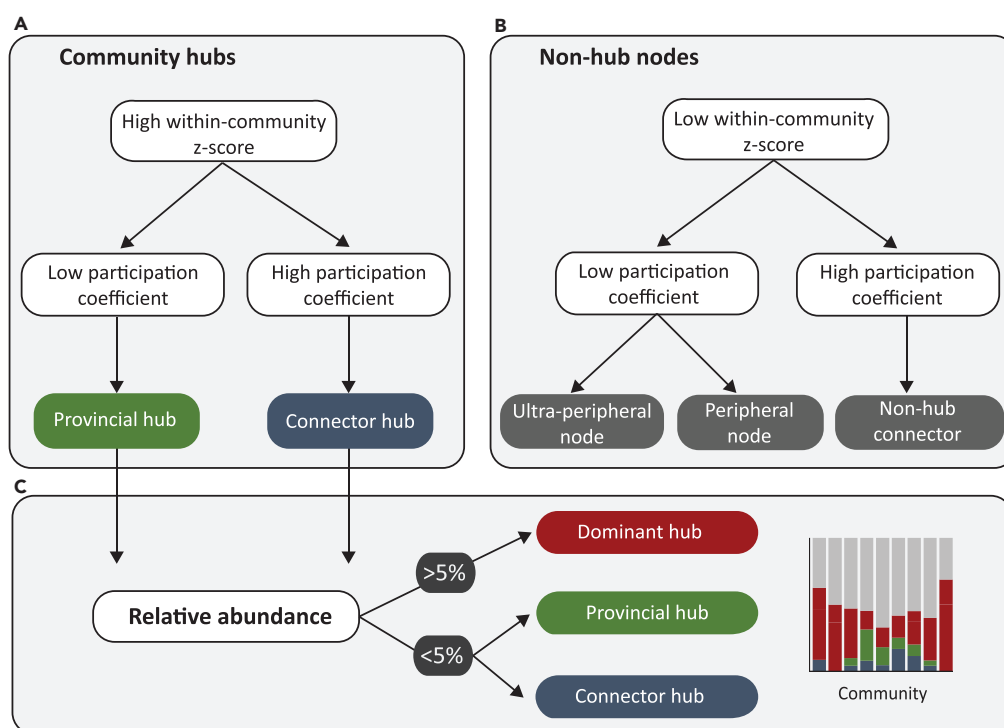 A
Community hubs
High within-community
z-score
Low participation
coefficient
High participation
coefficient
Provincial hub
Connector hub
B
Non-hub nodes
Low within-community
z-score
Low participation
coefficient
High participation
coefficient
Ultra-peripheral
node
Peripheral
node
Non-hub
connector
C
Relative abundance
>5%
<5%
Dominant hub
Provincial hub
Connector hub
Community